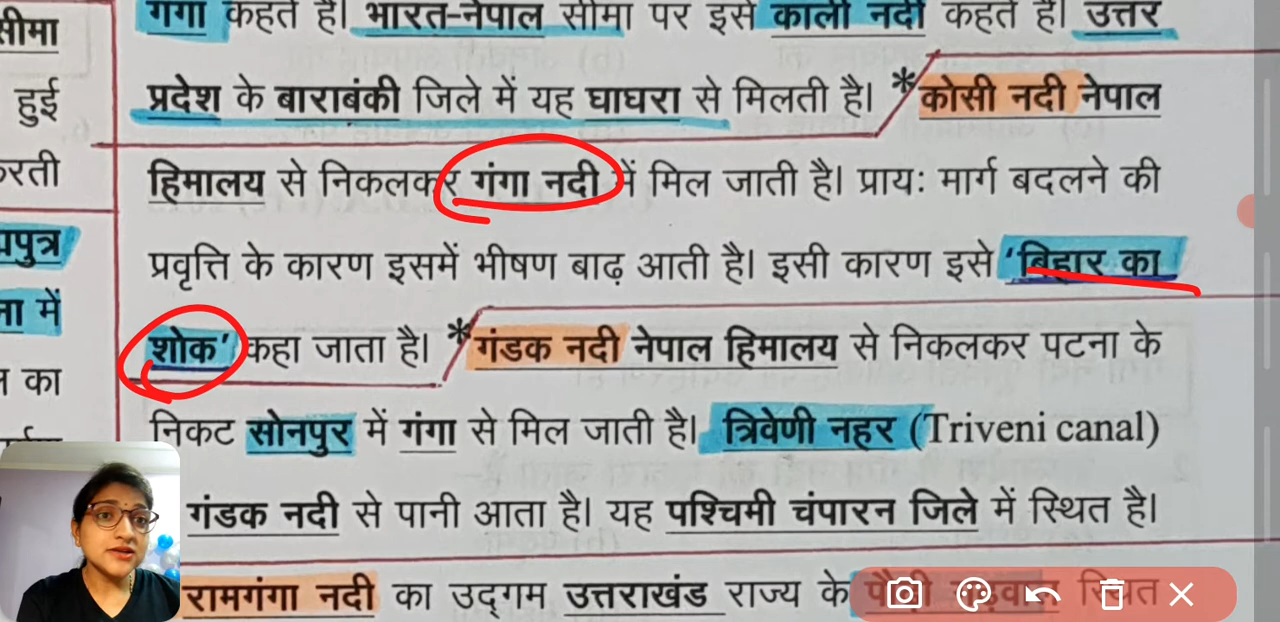 सीमा
हुई
करती
में
का
गंगा कहते हैं। भारत-नेपाल सीमा पर इसे काली नदी कहते हैं। उत्तर
प्रदेश के बाराबंकी जिले में यह घाघरा से मिलती है। *कोसी नदी नेपाल
हिमालय से निकलकर गंगा नदी में मिल जाती है। प्राय: मार्ग बदलने की
प्रवृत्ति के कारण इसमें भीषण बाढ़ आती है। इसी कारण इसे ‘बिहार का
शोक’ कहा जाता है। *गंडक नदी नेपाल हिमालय से निकलकर पटना के
निकट सोनपुर में गंगा से मिल जाती है। त्रिवेणी नहर (Triveni canal)
गंडक नदी से पानी आता है। यह पश्चिमी चंपारन जिले में स्थित है।
रामगंगा नदी का उद्गम उत्तराखंड राज्य के पौड़ी गढ़वाल स्थित